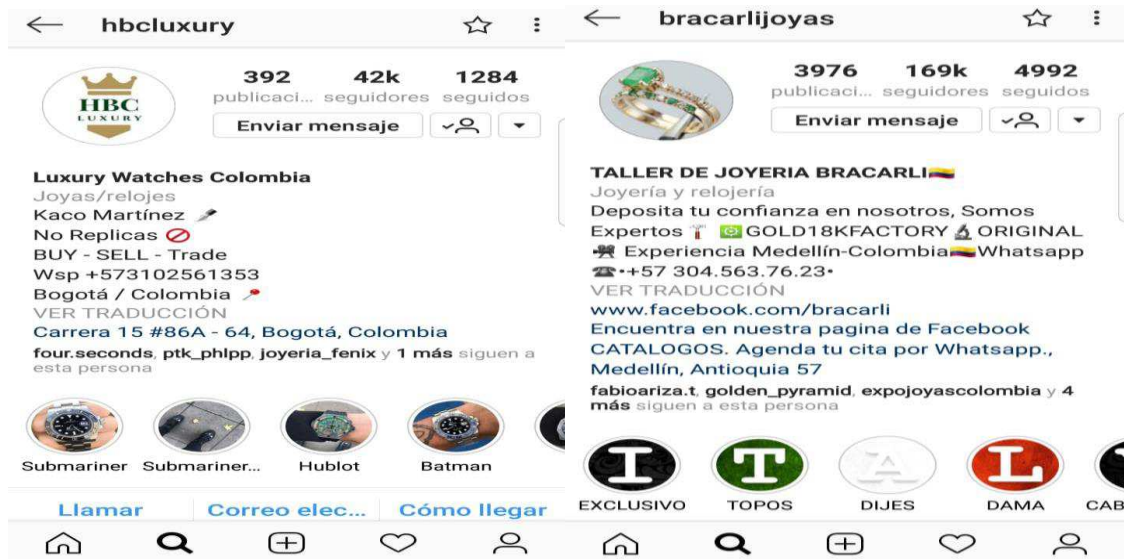 hbcluxury
HBC
LUXURY
392 42k 1284
publicaci... seguidores seguidos
Enviar mensaje
Luxury Watches Colombia
Joyas/relojes
Kaco Martínez
No Replicas
BUY - SELL - Trade
Wsp +573102561353
Bogotá / Colombia
VER TRADUCCIÓN
Carrera 15 #86A - 64, Bogotá, Colombia
four.seconds, ptk_phlpp, joyeria_fenix y 1 más siguen a
esta persona
Submariner Submariner... Hublot Batman
Llamar Correo elec... Cómo llegar
bracarlijoyas
3976 169k 4992
publicaci... seguidores seguidos
Enviar mensaje
TALLER DE JOYERIA BRACARLI🇨🇴
Joyería y relojería
Deposita tu confianza en nosotros, Somos
Expertos GOLD18KFACTORY ORIGINAL
Experiencia Medellín-Colombia🇨🇴Whatsapp
☎•+57 304.563.76.23•
VER TRADUCCIÓN
www.facebook.com/bracarli
Encuentra en nuestra pagina de Facebook
CATALOGOS. Agenda tu cita por Whatsapp.,
Medellín, Antioquia 57
fabioariza.t, golden_pyramid, expojoyascolombia y 4
más siguen a esta persona
I T A L
EXCLUSIVO TOPOS DIJES DAMA CAB